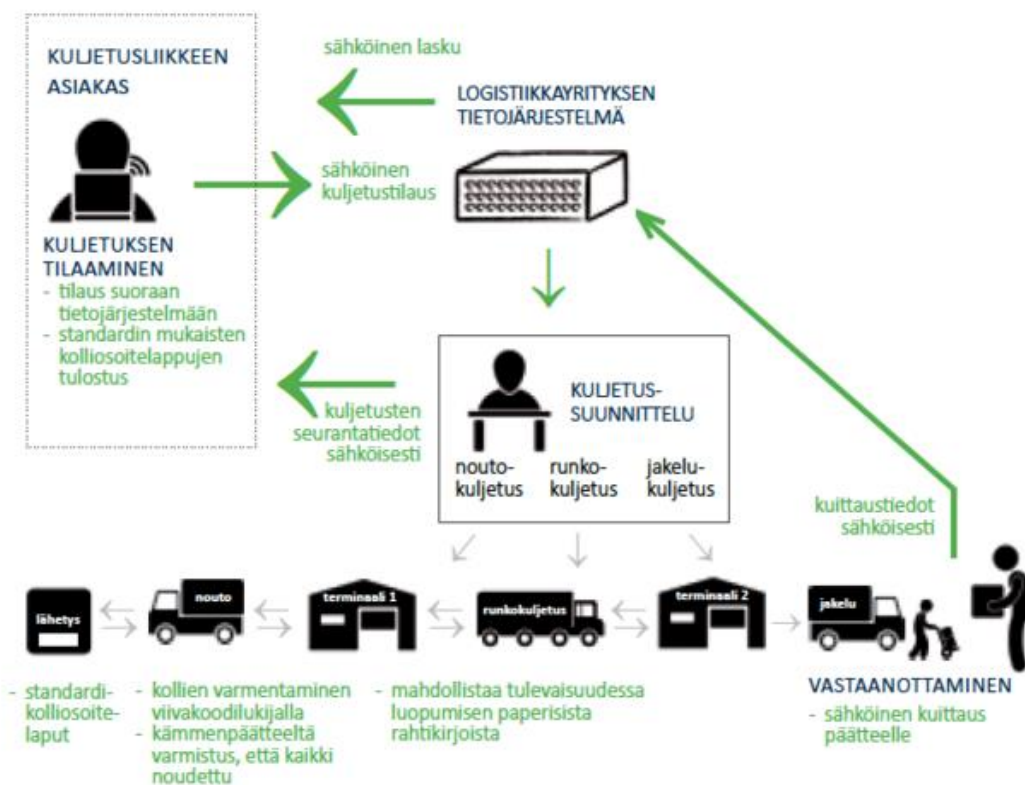 sähköinen lasku
KULJETUSLIIKKEEN
ASIAKAS
LOGISTIIKKAYRITYKSEN
TIETOJÄRJESTELMÄ
sähköinen
kuljetustilaus
KULJETUKSEN
TILAAMINEN
- tilaus suoraan
tietojärjestelmään
- standardin mukaisten
kolliosoitelappujen
tulostus
kuljetusten
seurantatiedot
sähköisesti
KULJETUS-
SUUNNITTELU
nouto-
kuljetus
runko-
kuljetus
jakelu-
kuljetus
kuittaustiedot
sähköisesti
lähetys
nouto
terminaali 1
runkokuljetus
terminaali 2
jakelu
- standardi-
kolliosoite-
laput
- kollien varmentaminen
viivakoodilukijalla
- kämmenpäätteeltä
varmistus, että kaikki
noudettu
- mahdollistaa tulevaisuudessa
luopumisen paperisista
rahtikirjoista
VASTAANOTTAMINEN
- sähköinen kuittaus
päätteelle